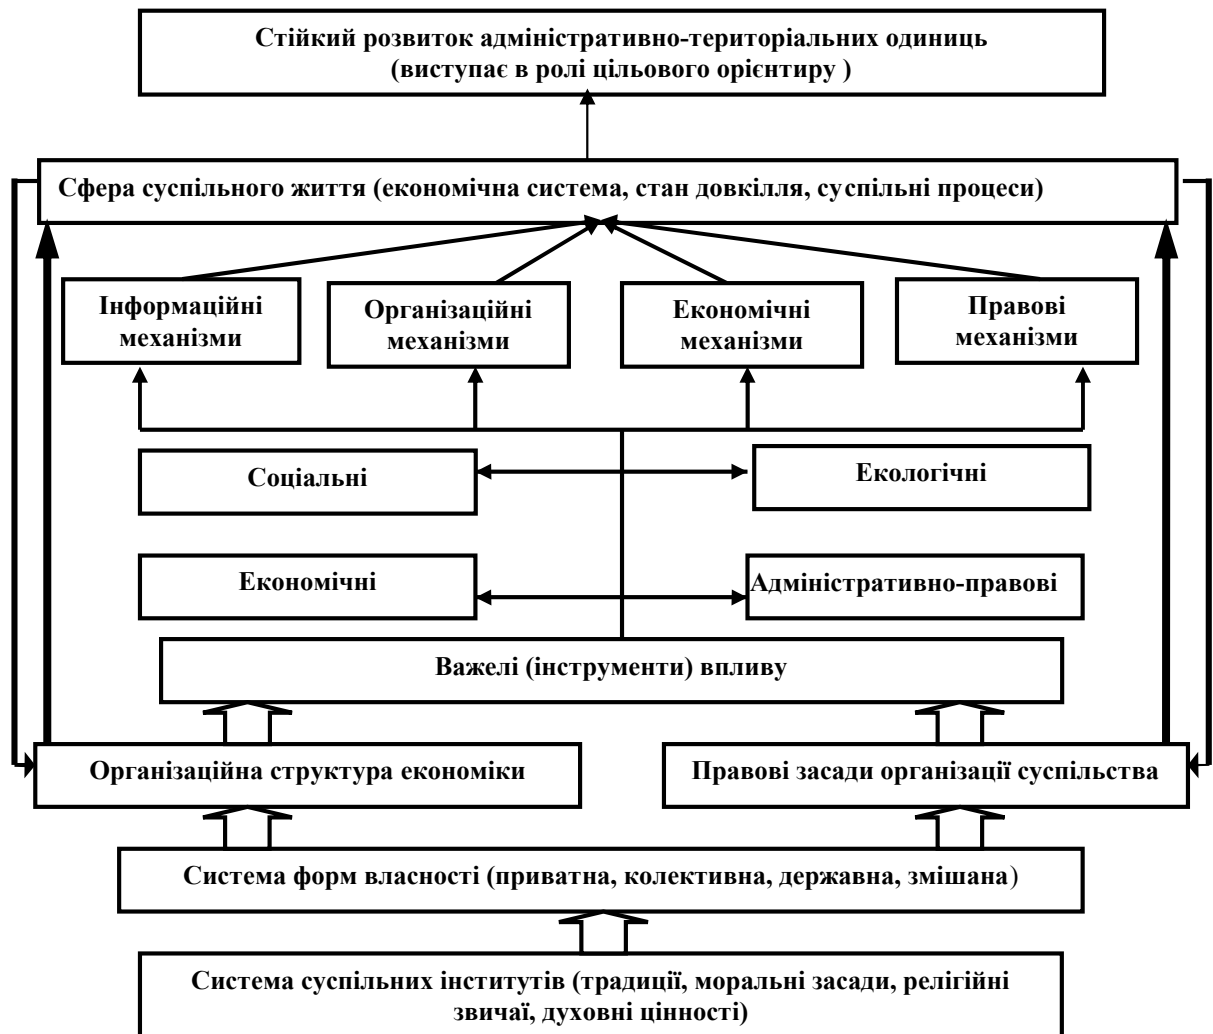 Стійкий розвиток адміністративно-територіальних одиниць
(виступає в ролі цільового орієнтиру )
Сфера суспільного життя (економічна система, стан довкілля, суспільні процеси)
Інформаційні
механізми
Організаційні
механізми
Економічні
механізми
Правові
механізми
Соціальні
Екологічні
Економічні
Адміністративно-правові
Важелі (інструменти) впливу
Організаційна структура економіки
Правові засади організації суспільства
Система форм власності (приватна, колективна, державна, змішана)
Система суспільних інститутів (традиції, моральні засади, релігійні
звичаї, духовні цінності)